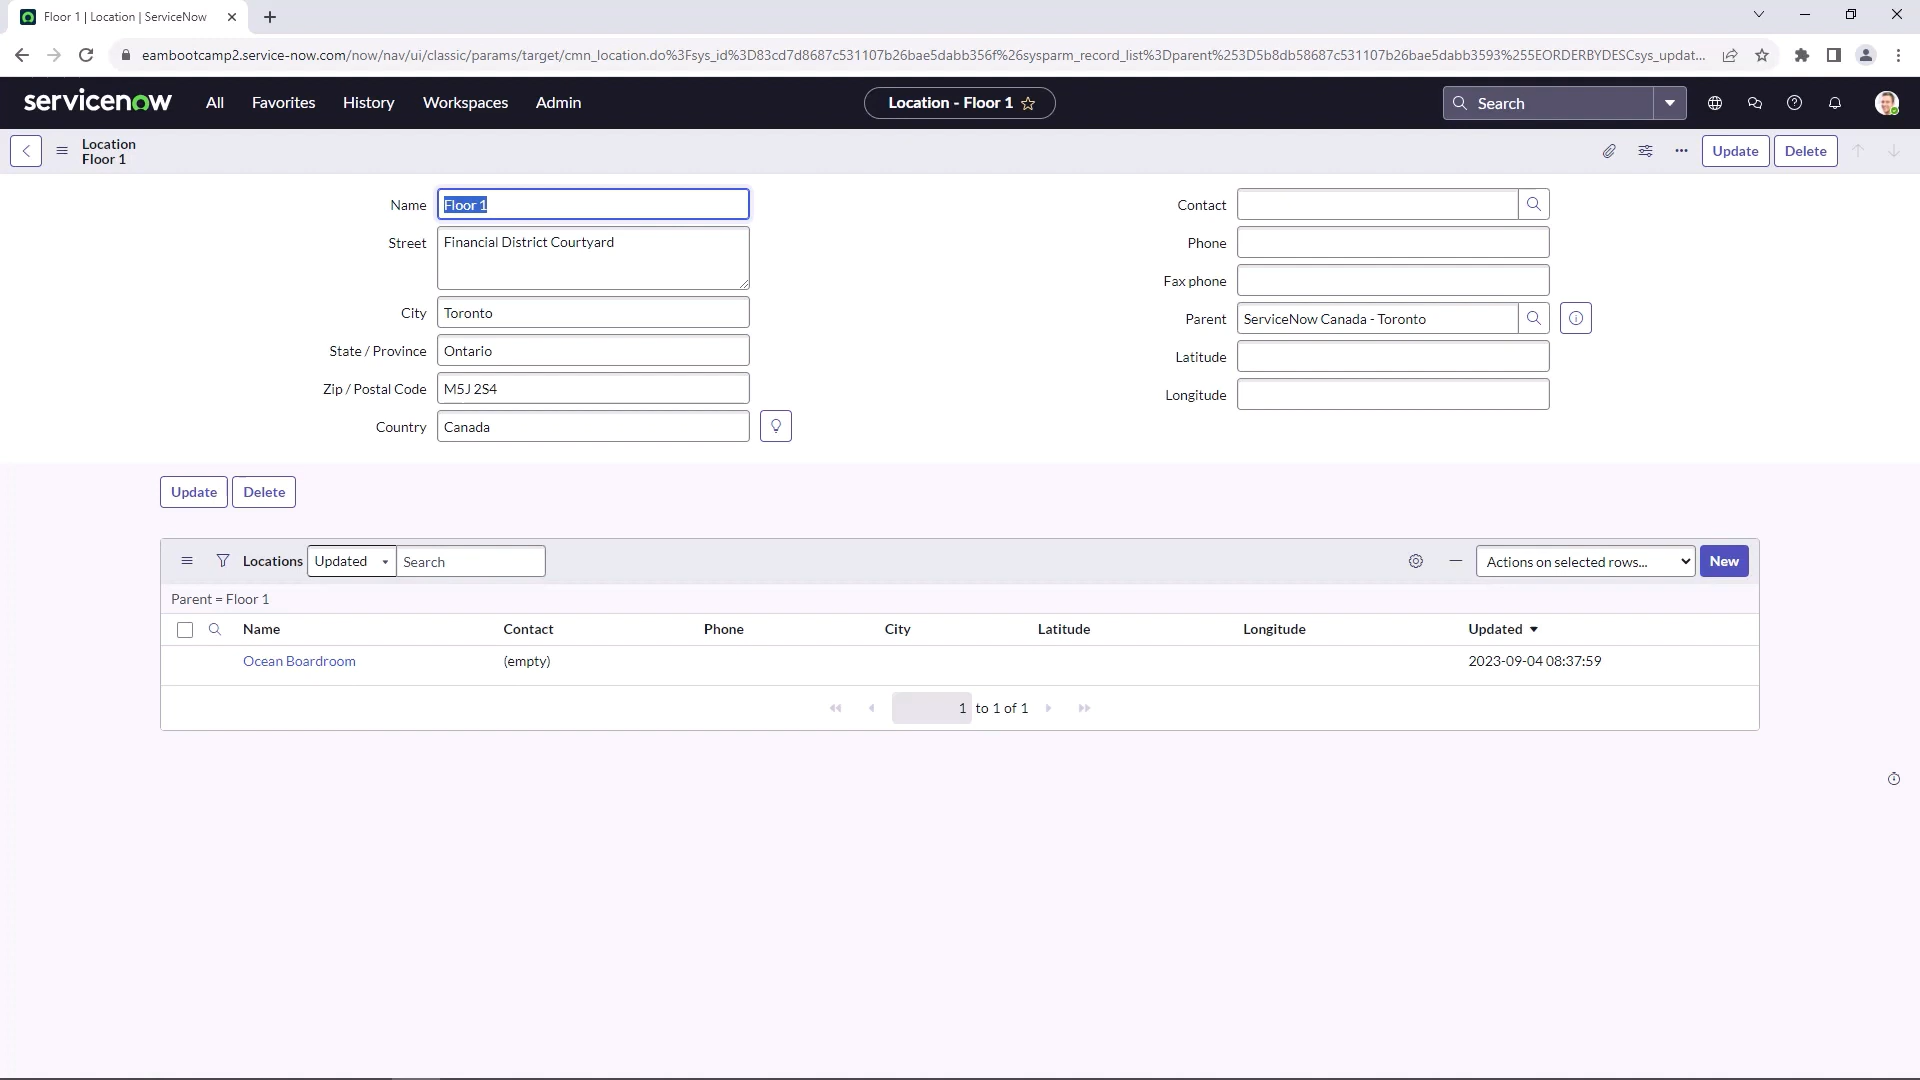 Floor 1 | Location | ServiceNow
eambootcamp2.service-now.com/now/nav/ui/classic/params/target/cmn_location.do%3Fsys_id%3D83cd7d8687c531107b26bae5dabb356f%26sysparm_record_list%3Dparent%253D5b8db58687c531107b26bae5dabb3593%255EORDERBYDESCsys_updat...
servicenow All Favorites History Workspaces Admin Location - Floor 1 Search
Location
Floor 1
Update Delete
Name Floor 1
Street Financial District Courtyard
City Toronto
State / Province Ontario
Zip / Postal Code M5J 2S4
Country Canada
Contact
Phone
Fax phone
Parent ServiceNow Canada - Toronto
Latitude
Longitude
Update Delete
Locations Updated Search Actions on selected rows... New
Parent = Floor 1
Name Contact Phone City Latitude Longitude Updated
Ocean Boardroom (empty) 2023-09-04 08:37:59
1 to 1 of 1